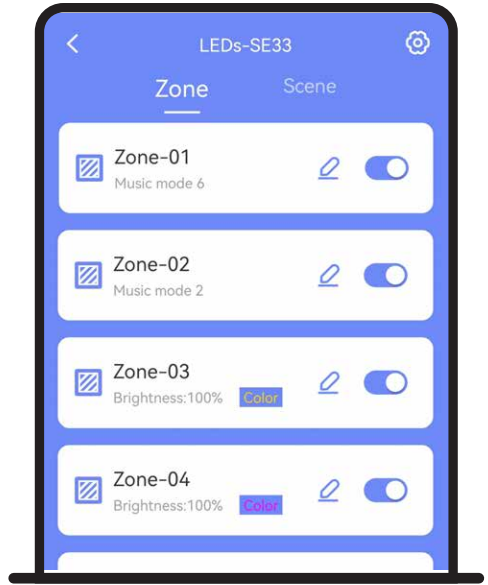 LEDs-SE33
Zone Scene
Zone-01
Music mode 6
Zone-02
Music mode 2
Zone-03
Brightness:100% Color
Zone-04
Brightness:100% Color